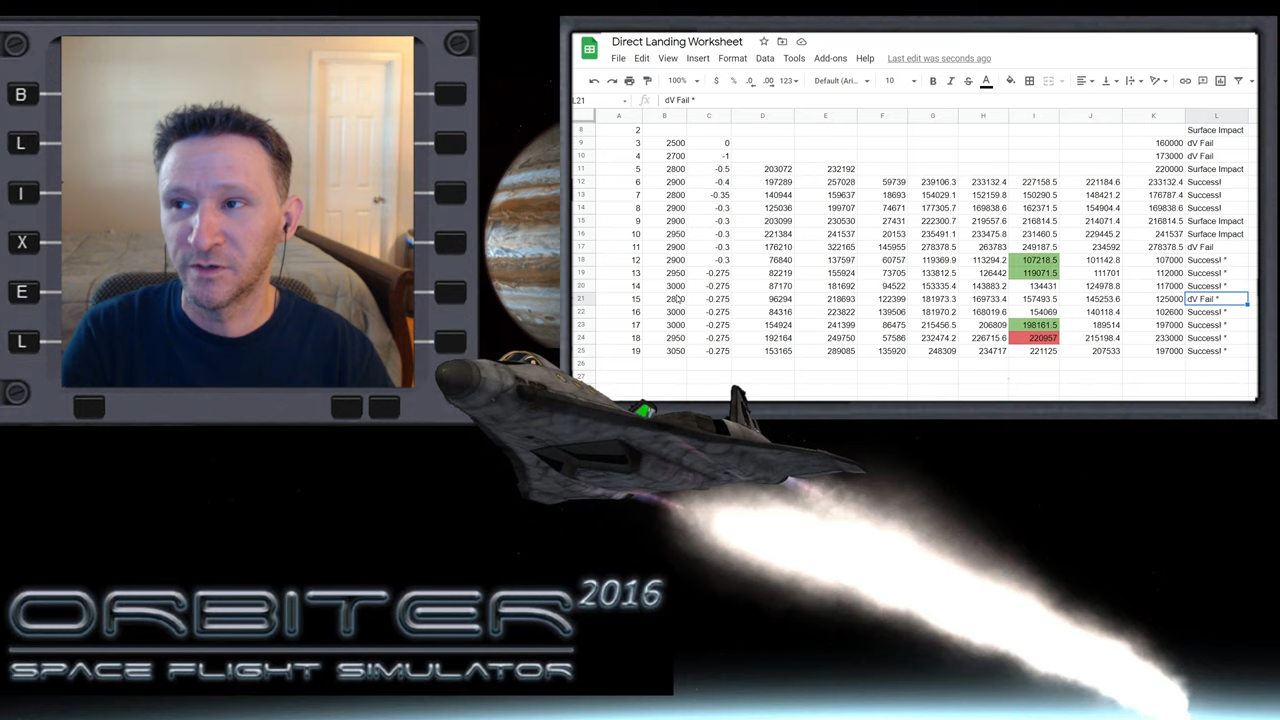 B
L
I
X
E
L
Direct Landing Worksheet
File Edit View Insert Format Data Tools Add-ons Help Last edit was seconds ago
100% $ % .0 .00 123 Default (Ari... 10 B I S A
L21 fx dV Fail *
A B C D E F G H I J K L
8 2 Surface Impact
9 3 2500 0 160000 dV Fail
10 4 2700 -1 173000 dV Fail
11 5 2800 -0.5 203072 232192 220000 Surface Impact
12 6 2900 -0.4 197289 257028 59739 239106.3 233132.4 227158.5 221184.6 233132.4 Success!
13 7 2800 -0.35 140944 159637 18693 154029.1 152159.8 150290.5 148421.2 176787.4 Success!
14 8 2900 -0.3 125036 199707 74671 177305.7 169838.6 162371.5 154904.4 169838.6 Success!
15 9 2900 -0.3 203099 230530 27431 222300.7 219557.6 216814.5 214071.4 216814.5 Surface Impact
16 10 2950 -0.3 221384 241537 20153 235491.1 233475.8 231460.5 229445.2 241537 Surface Impact
17 11 2900 -0.3 176210 322165 145955 278378.5 263783 249187.5 234592 278378.5 dV Fail
18 12 2900 -0.3 76840 137597 60757 119369.9 113294.2 107218.5 101142.8 107000 Success! *
19 13 2950 -0.275 82219 155924 73705 133812.5 126442 119071.5 111701 112000 Success! *
20 14 3000 -0.275 87170 181692 94522 153335.4 143883.2 134431 124978.8 117000 Success! *
21 15 -0.275 96294 218693 122399 181973.3 169733.4 157493.5 145253.6 125000 dV Fail *
22 16 3000 -0.275 84316 223822 139506 181970.2 168019.6 154069 140118.4 102600 Success! *
23 17 3000 -0.275 154924 241399 86475 215456.5 206809 198161.5 189514 197000 Success! *
24 18 2950 -0.275 192164 249750 57586 232474.2 226715.6 220957 215198.4 233000 Success! *
25 19 3050 -0.275 153165 289085 135920 248309 234717 221125 207533 197000 Success! *
26
27
ORBITER 2016
SPACE FLIGHT SIMULATOR